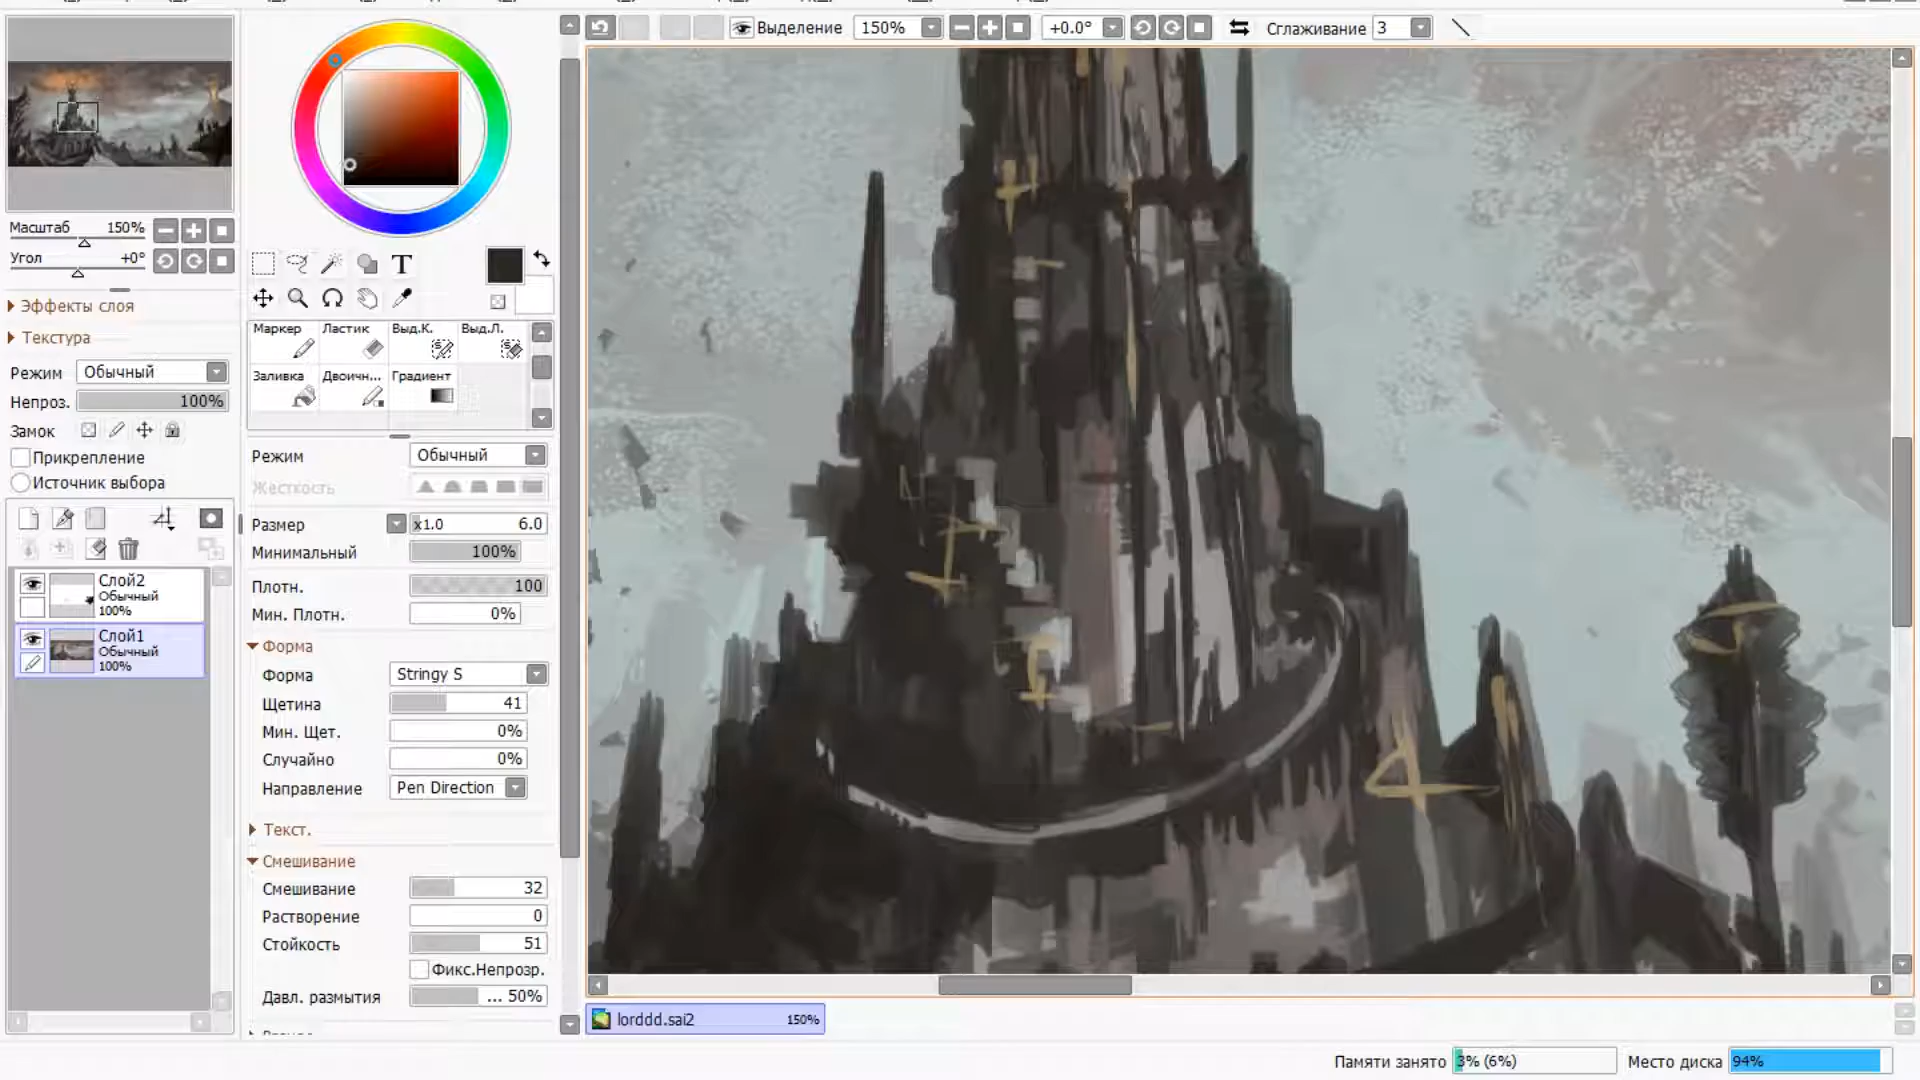 Выделение 150% +0.0° Сглаживание 3
Масштаб 150%
Угол +0°
Эффекты слоя
Текстура
Режим Обычный
Непроз. 100%
Замок
Прикрепление
Источник выбора
Слой2
Обычный
100%
Слой1
Обычный
100%
T
Маркер Ластик Выд.К. Выд.Л.
Заливка Двоичн... Градиент
Режим Обычный
Жесткость
Размер x1.0 6.0
Минимальный 100%
Плотн. 100
Мин. Плотн. 0%
Форма
Форма Stringy S
Щетина 41
Мин. Щет. 0%
Случайно 0%
Направление Pen Direction
Текст.
Смешивание
Смешивание 32
Растворение 0
Стойкость 51
Фикс.Непрозр.
Давл. размытия ... 50%
lorddd.sai2 150%
Памяти занято 3% (6%) Место диска 94%